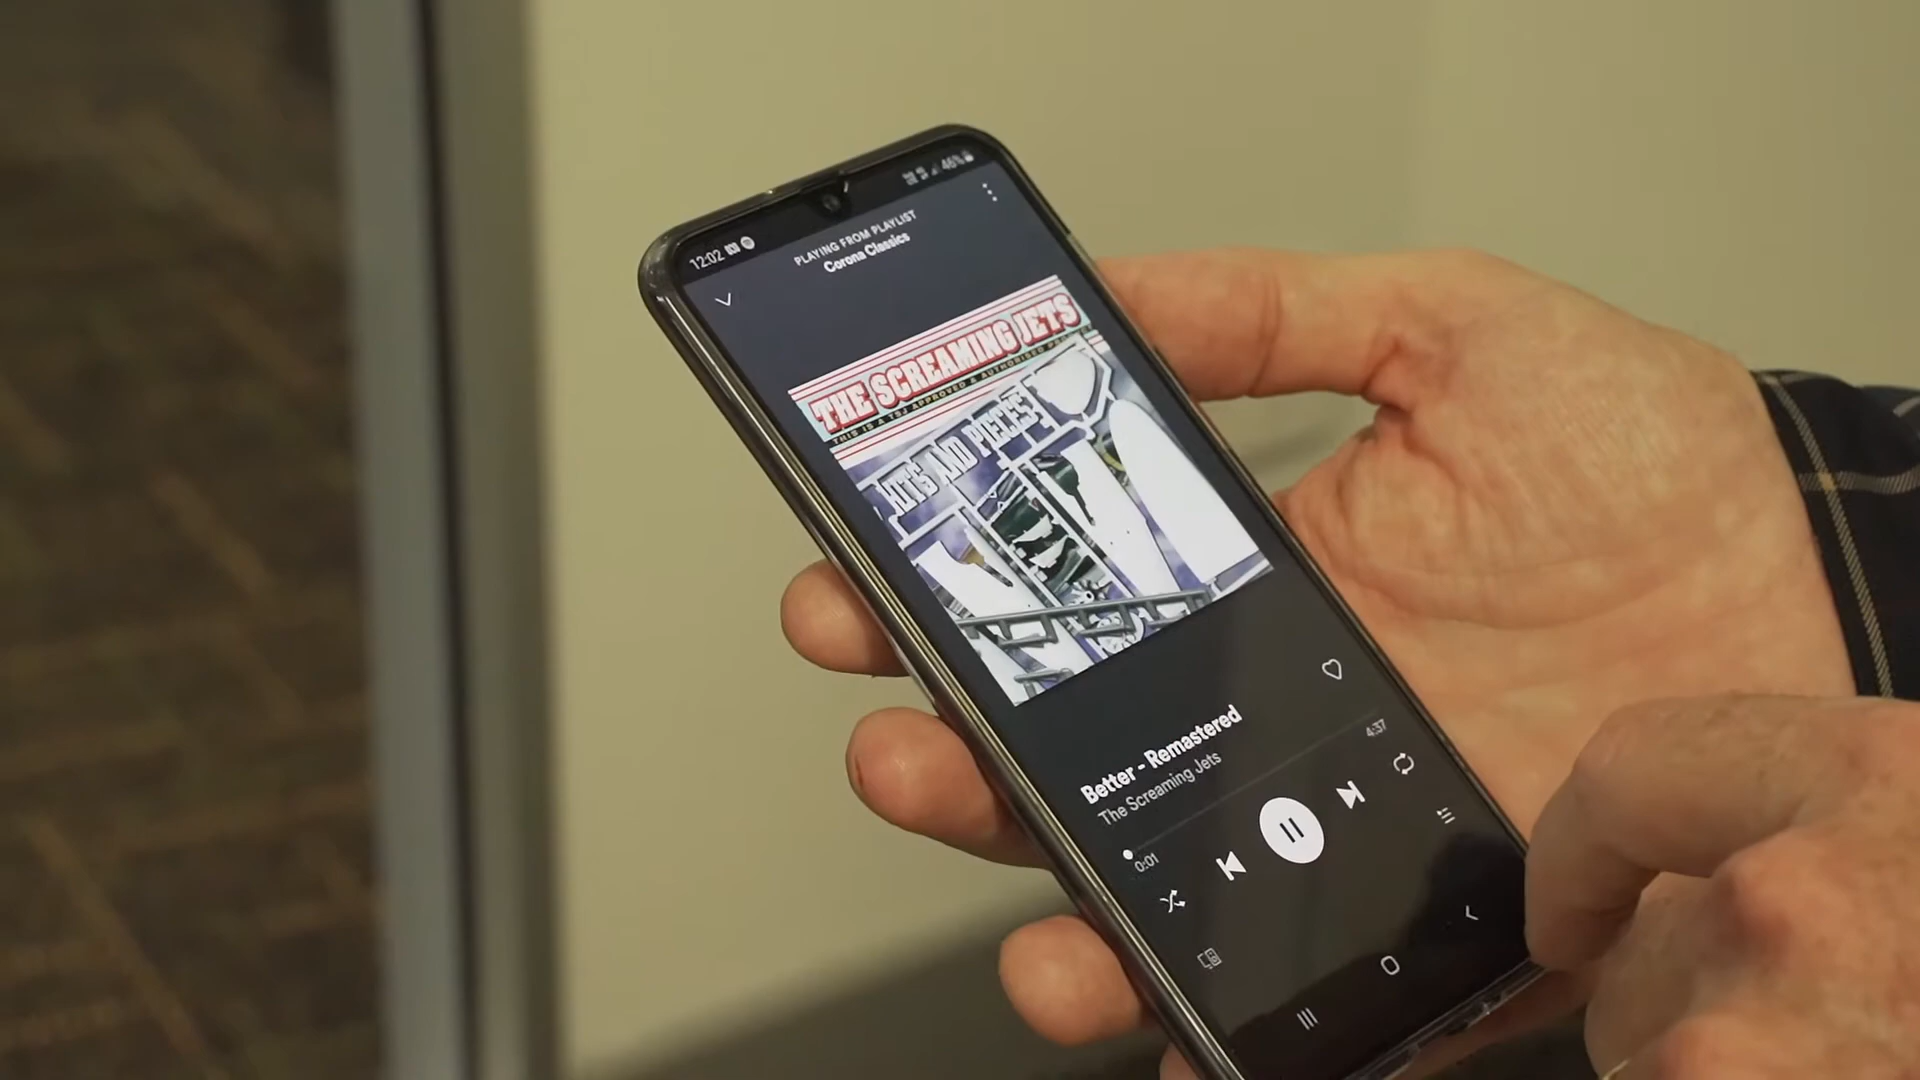 12:02
46%
PLAYING FROM PLAYLIST
Corona Classics
THE SCREAMING JETS
THIS IS A TSJ APPROVED & AUTHORISED
HITS AND PIECES
Better - Remastered
The Screaming Jets
0:01
4:37